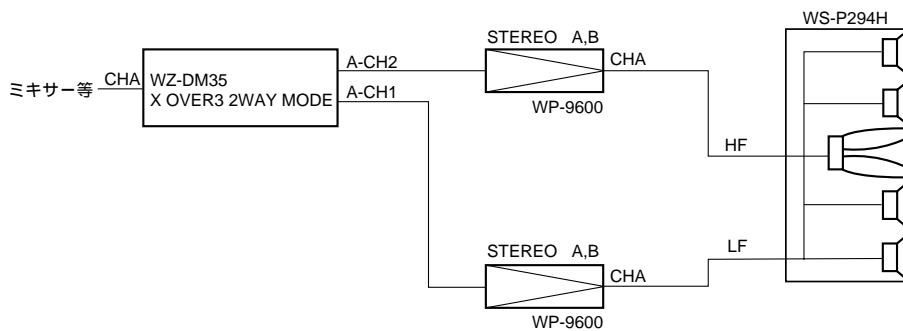 WS-P294H
STEREO A,B
CHA
WP-9600
ミキサー等
CHA
WZ-DM35
X OVER3 2WAY MODE
A-CH2
A-CH1
HF
LF
STEREO A,B
CHA
WP-9600